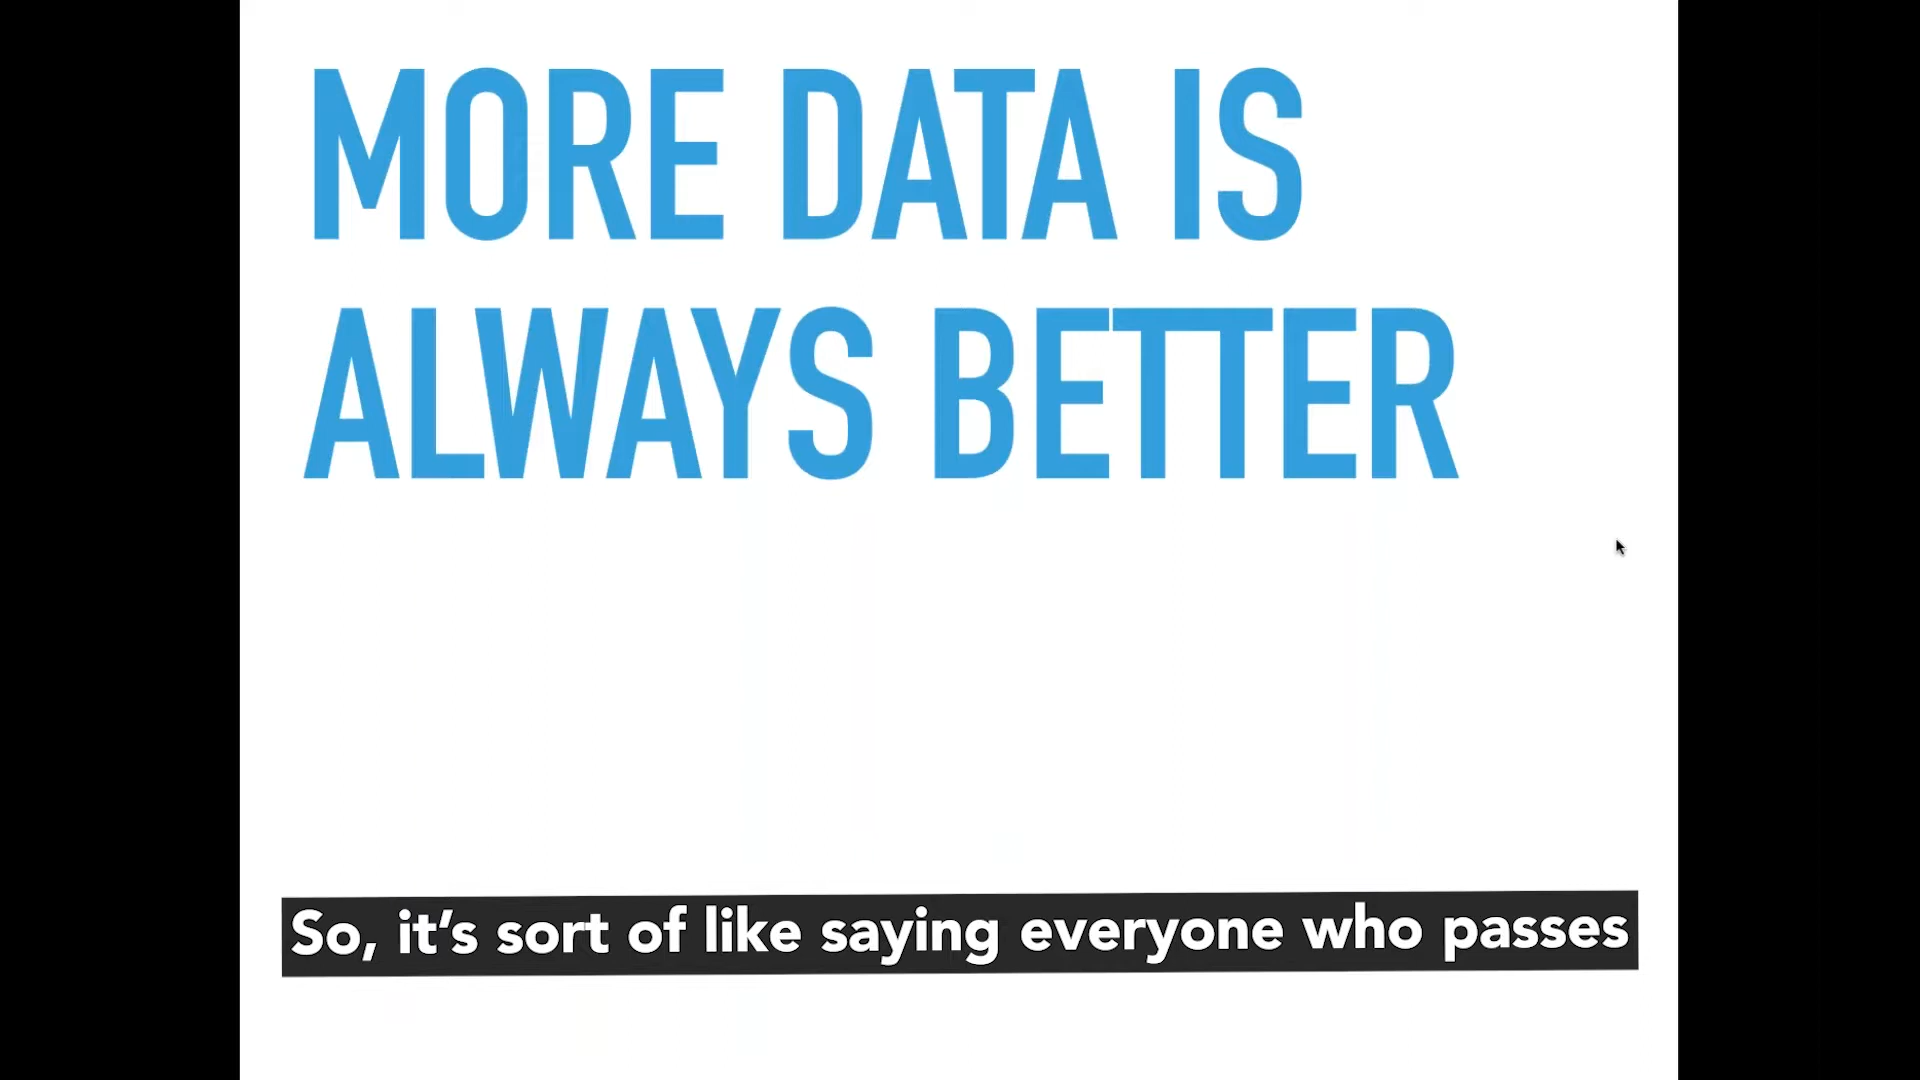 MORE DATA IS
ALWAYS BETTER
So, it’s sort of like saying everyone who passes